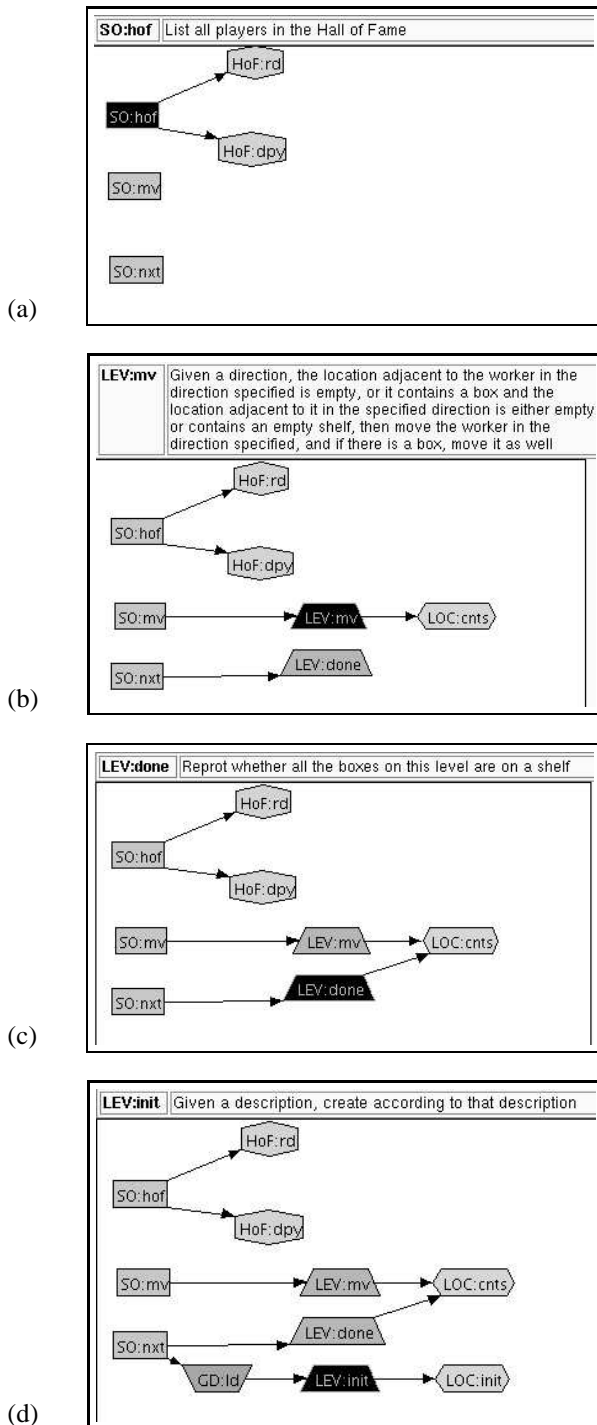 SO:hof List all players in the Hall of Fame
HoF:rd
SO:hof
HoF:dpy
SO:mv
SO:nxt
(a)
LEV:mv Given a direction, the location adjacent to the worker in the
direction specified is empty, or it contains a box and the
location adjacent to it in the specified direction is either empty
or contains an empty shelf, then move the worker in the
direction specified, and if there is a box, move it as well
HoF:rd
SO:hof
HoF:dpy
SO:mv LEV:mv LOC:cnts
LEV:done
SO:nxt
(b)
LEV:done Reprot whether all the boxes on this level are on a shelf
HoF:rd
SO:hof
HoF:dpy
SO:mv LEV:mv LOC:cnts
LEV:done
SO:nxt
(c)
LEV:init Given a description, create according to that description
HoF:rd
SO:hof
HoF:dpy
SO:mv LEV:mv LOC:cnts
LEV:done
SO:nxt
GD:ld LEV:init LOC:init
(d)